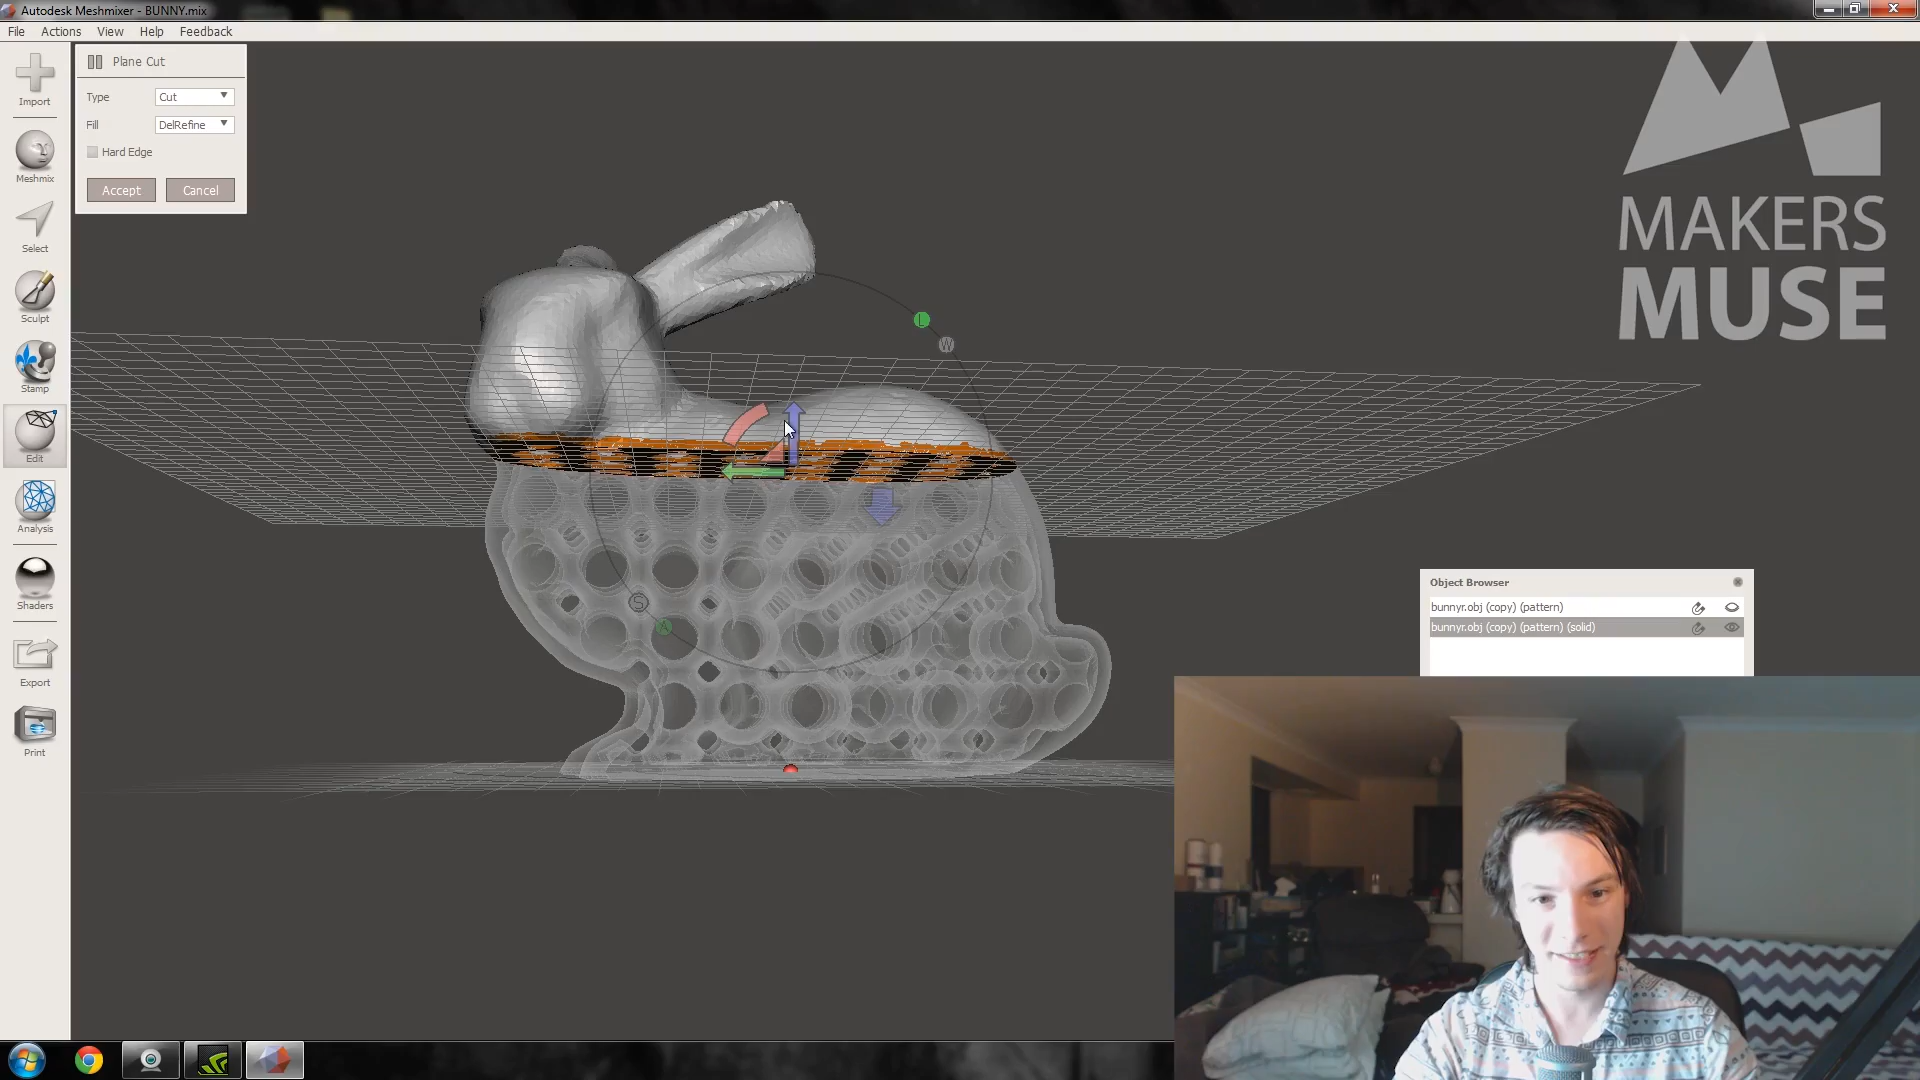 Autodesk Meshmixer - BUNNY.mix
File Actions View Help Feedback
Import
Meshmix
Select
Sculpt
Stamp
Edit
Analysis
Shaders
Export
Print
Plane Cut
Type Cut
Fill DelRefine
Hard Edge
Accept Cancel
L
W
S
A
MAKERS
MUSE
Object Browser
bunnyr.obj (copy) (pattern)
bunnyr.obj (copy) (pattern) (solid)